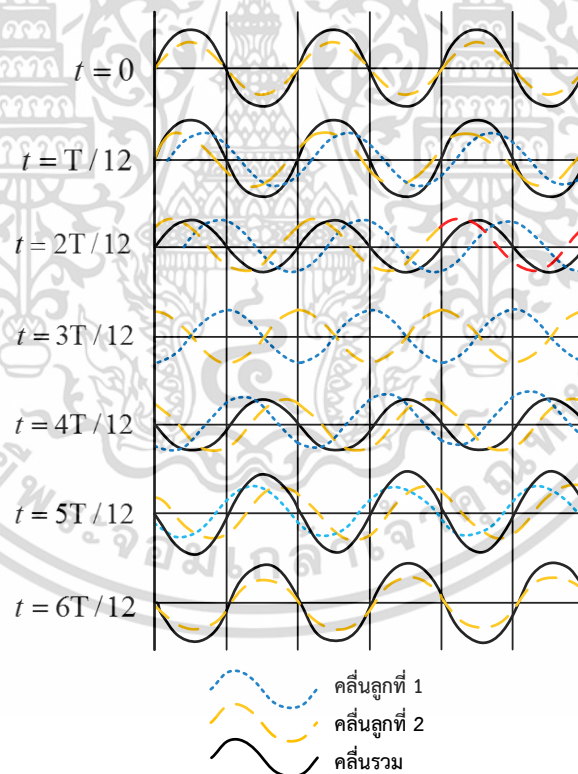 t = 0
t = T / 12
t = 2T / 12
t = 3T / 12
t = 4T / 12
t = 5T / 12
t = 6T / 12
คลื่นลูกที่ 1
คลื่นลูกที่ 2
คลื่นรวม